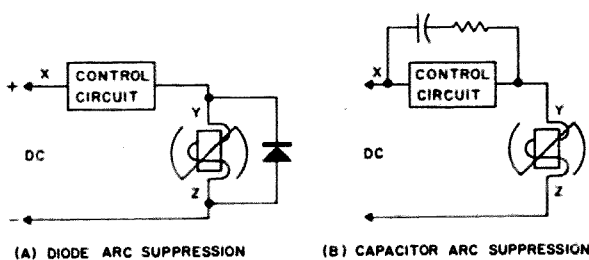 X
CONTROL
CIRCUIT
+
Y
DC
Z
-
(A) DIODE ARC SUPPRESSION
X
CONTROL
CIRCUIT
Y
DC
Z
(B) CAPACITOR ARC SUPPRESSION